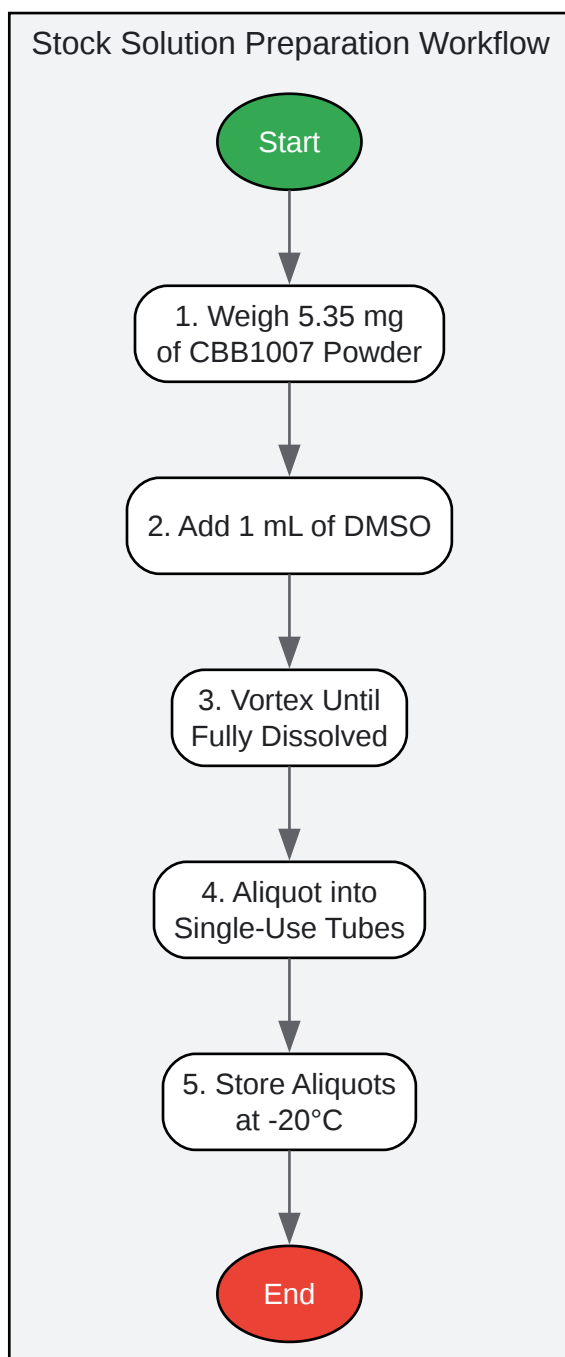 Stock Solution Preparation Workflow
Start
1. Weigh 5.35 mg
of CBB1007 Powder
2. Add 1 mL of DMSO
3. Vortex Until
Fully Dissolved
4. Aliquot into
Single-Use Tubes
5. Store Aliquots
at -20°C
End